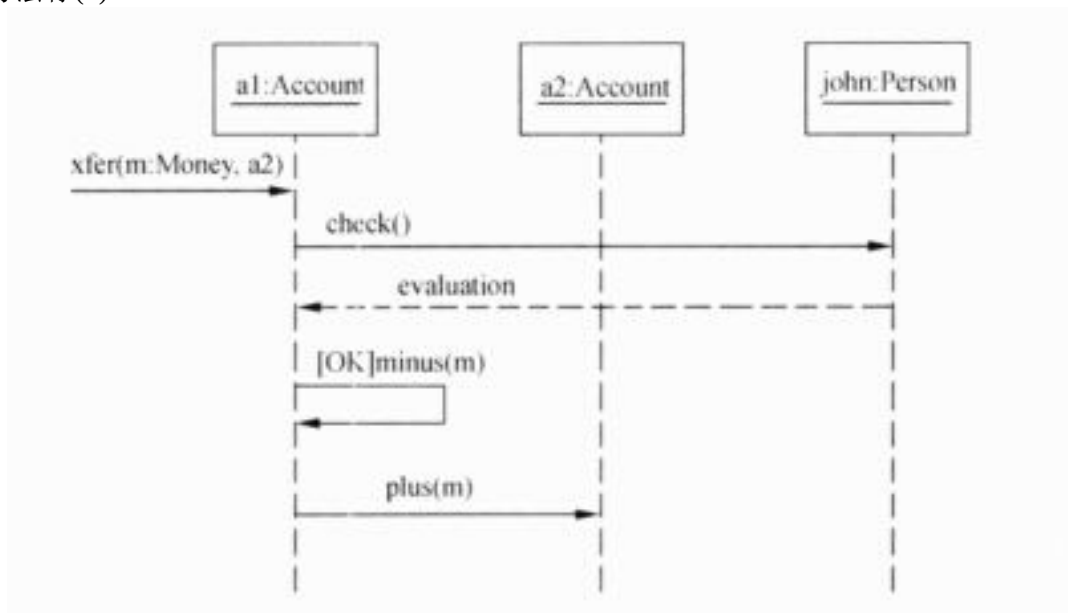 a1:Account
a2:Account
john:Person
xfer(m:Money, a2)
check()
evaluation
[OK]minus(m)
plus(m)